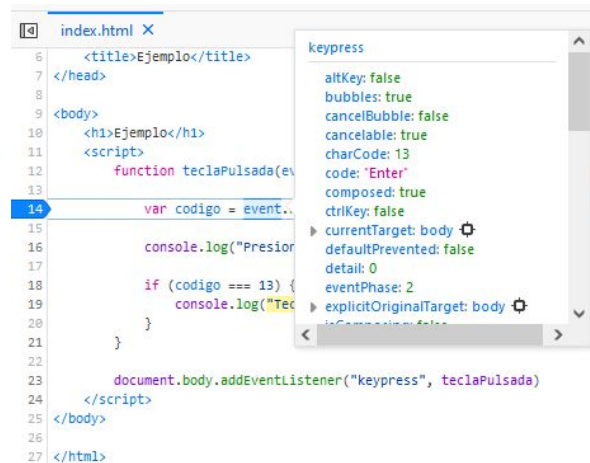 index.html
6 <title>Ejemplo</title>
7 </head>
8
9 <body>
10 <h1>Ejemplo</h1>
11 <script>
12 function teclaPulsada(ev
13
14 var codigo = event.
15
16 console.log("Presion
17
18 if (codigo === 13) {
19 console.log("Tec
20 }
21 }
22
23 document.body.addEventListener("keypress", teclaPulsada)
24 </script>
25 </body>
26
27 </html>
keypress
altKey: false
bubbles: true
cancelBubble: false
cancelable: true
charCode: 13
code: "Enter"
composed: true
ctrlKey: false
currentTarget: body
defaultPrevented: false
detail: 0
eventPhase: 2
explicitOriginalTarget: body
isComposing: false